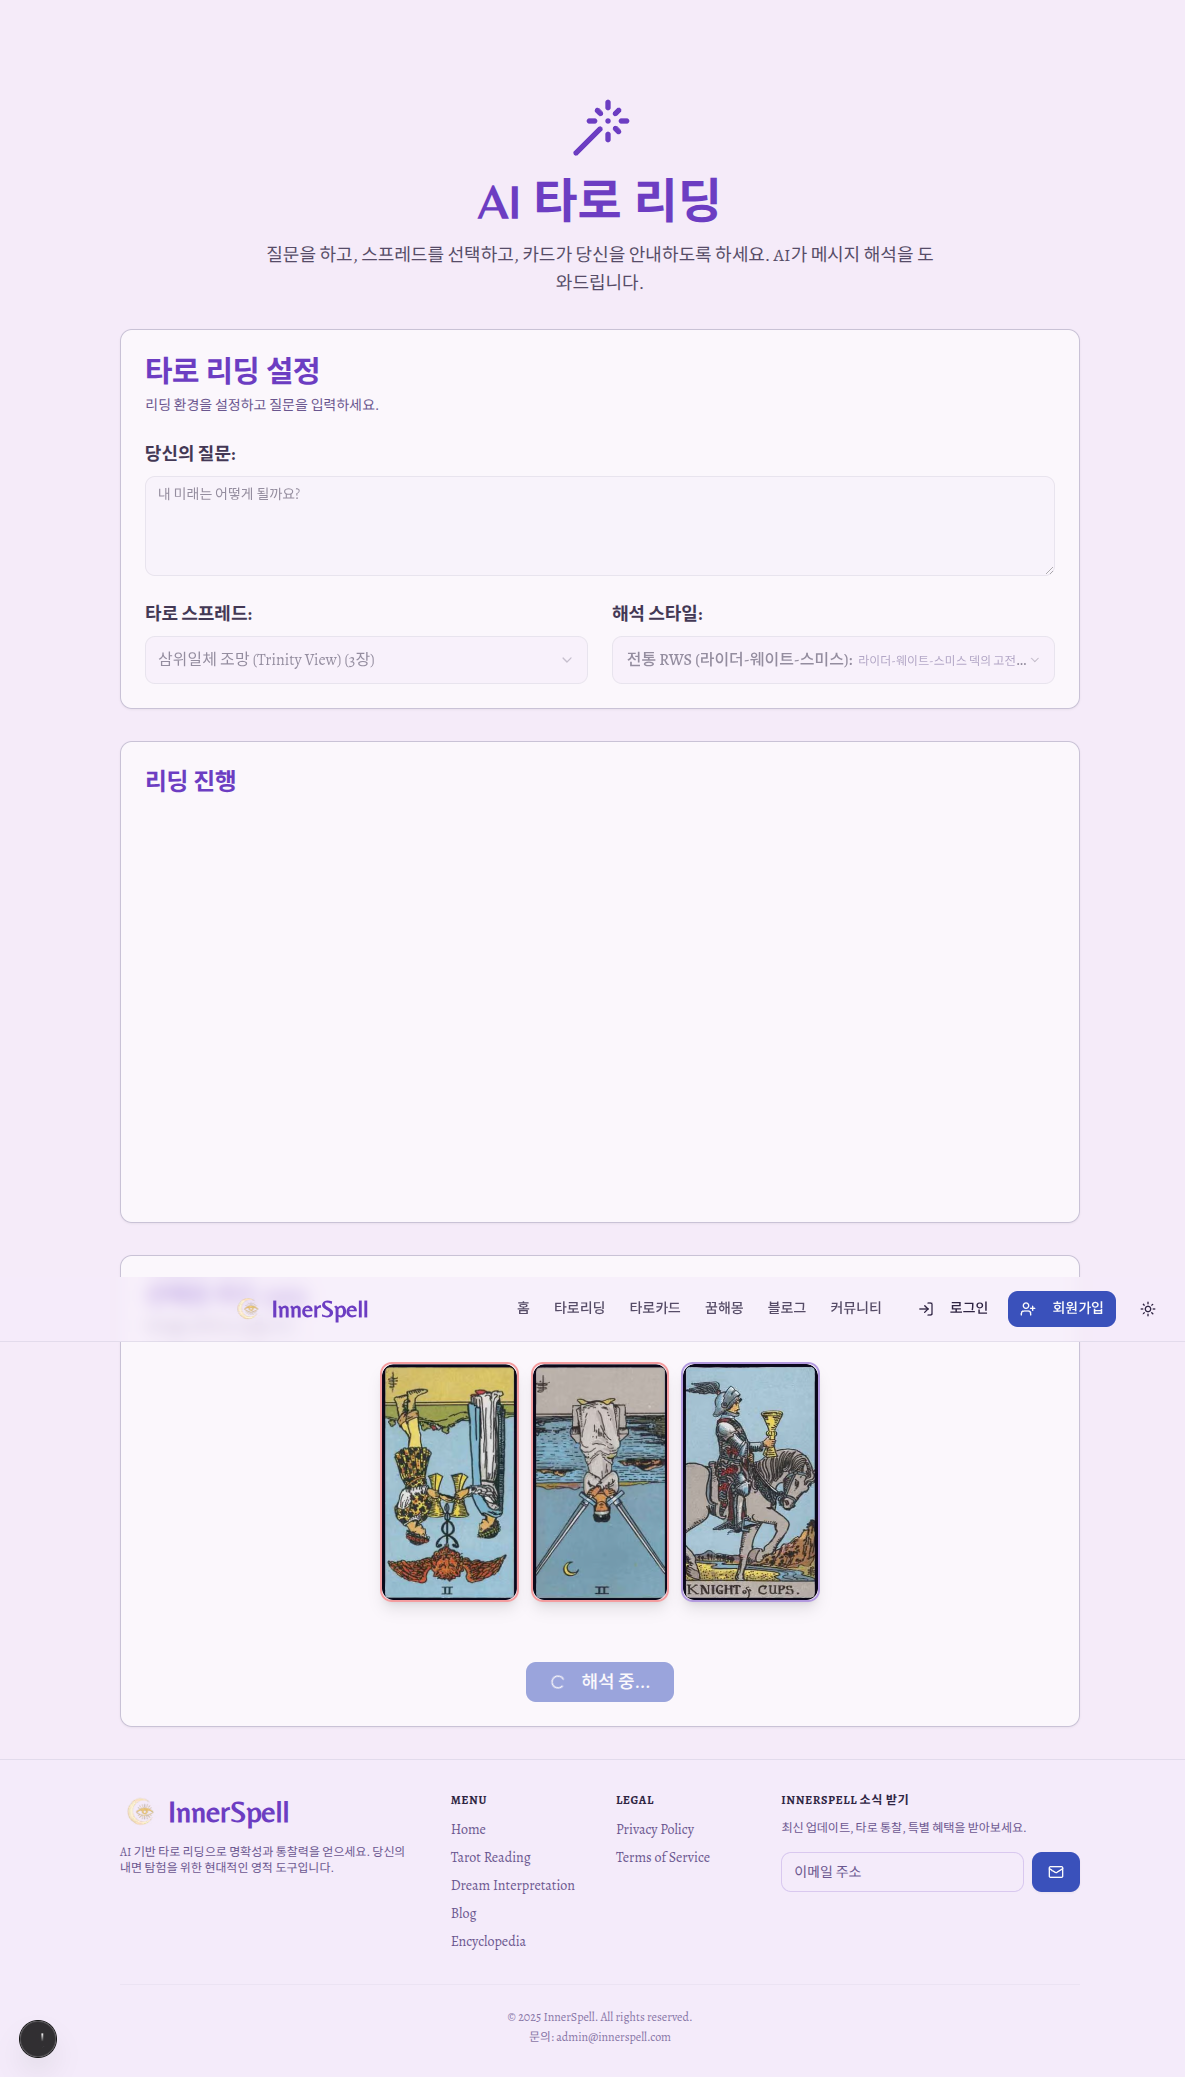 AI 타로 리딩
질문을 하고, 스프레드를 선택하고, 카드가 당신을 안내하도록 하세요. AI가 메시지 해석을 도
와드립니다.
타로 리딩 설정
리딩 환경을 설정하고 질문을 입력하세요.
당신의 질문:
내 미래는 어떻게 될까요?
타로 스프레드:
해석 스타일:
삼위일체 조망 (Trinity View) (3장)
전통 RWS (라이더-웨이트-스미스): 라이더-웨이트-스미스 덱의 고전...
리딩 진행
InnerSpell
홈
타로리딩
타로카드
꿈해몽
블로그
커뮤니티
로그인
회원가입
II
II
KNIGHT of CUPS.
해석 중...
InnerSpell
AI 기반 타로 리딩으로 명확성과 통찰력을 얻으세요. 당신의
내면 탐험을 위한 현대적인 영적 도구입니다.
MENU
Home
Tarot Reading
Dream Interpretation
Blog
Encyclopedia
LEGAL
Privacy Policy
Terms of Service
INNERSPELL 소식 받기
최신 업데이트, 타로 통찰, 특별 혜택을 받아보세요.
이메일 주소
© 2025 InnerSpell. All rights reserved.
문의: admin@innerspell.com